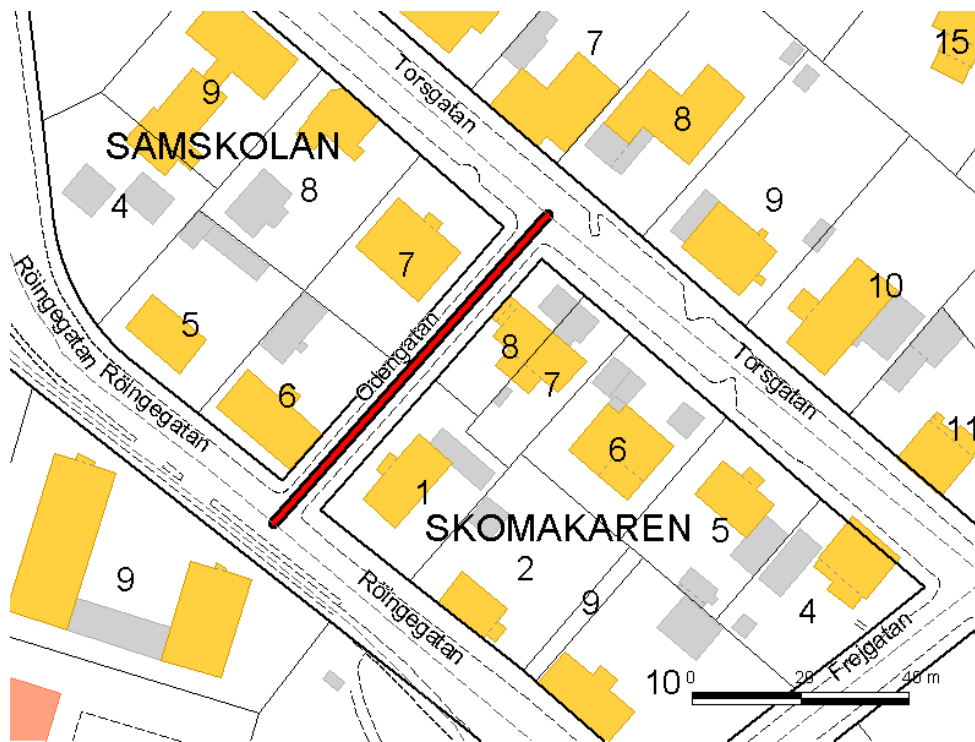 7
15
9
Torsgatan
8
SAMSKOLAN
8
9
4
7
Röingegatan
10
5
Odengatan
Röingegatan
6
8
7
Torsgatan
6
11
1
5
SKOMAKAREN
2
9
9
4
Röingegatan
Frejgatan
10
0 20 40 m